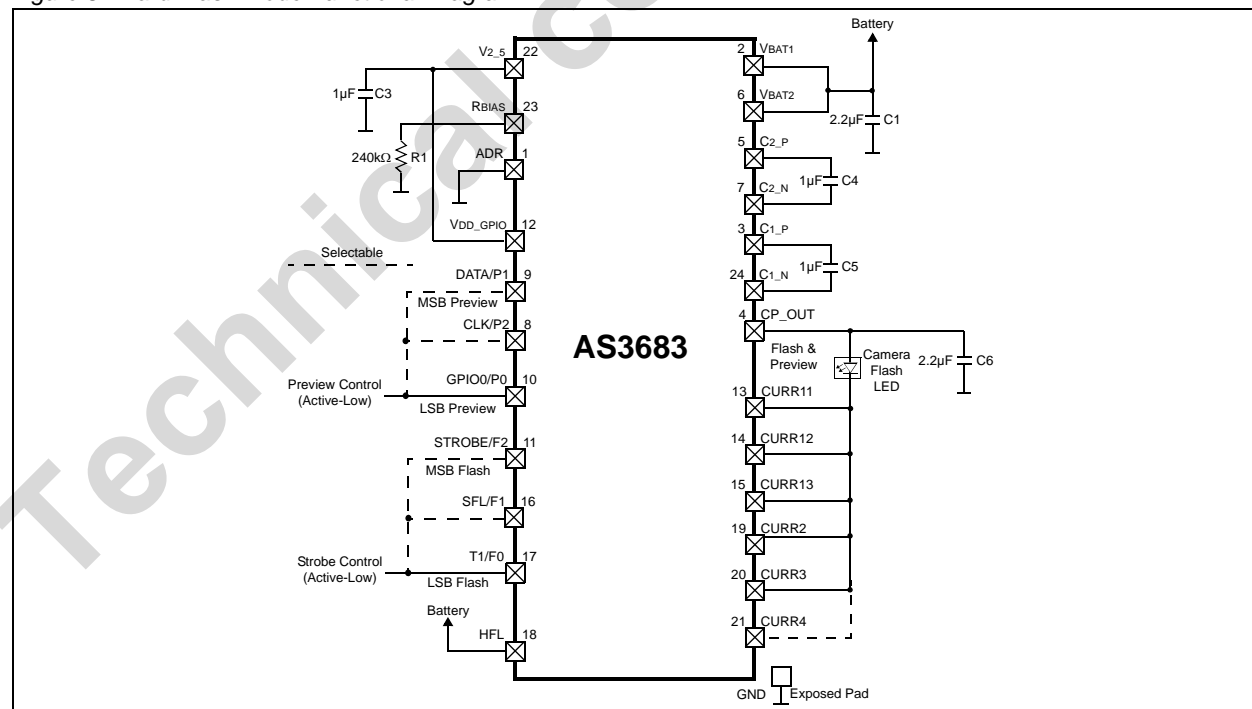 Battery
V2_5 22
2 VBAT1
1µF C3
RBIAS 23
6 VBAT2
2.2µF C1
240kΩ R1
ADR 1
5 C2_P
1µF C4
7 C2_N
VDD_GPIO 12
3 C1_P
Selectable
1µF C5
DATA/P1 9
24 C1_N
MSB Preview
CLK/P2 8
4 CP_OUT
AS3683
Flash &
Preview
Camera
Flash
LED
2.2µF C6
Preview Control
(Active-Low)
GPIO0/P0 10
LSB Preview
13 CURR11
STROBE/F2 11
MSB Flash
14 CURR12
SFL/F1 16
15 CURR13
19 CURR2
Strobe Control
(Active-Low)
T1/F0 17
LSB Flash
20 CURR3
Battery
21 CURR4
HFL 18
GND Exposed Pad
Technical c